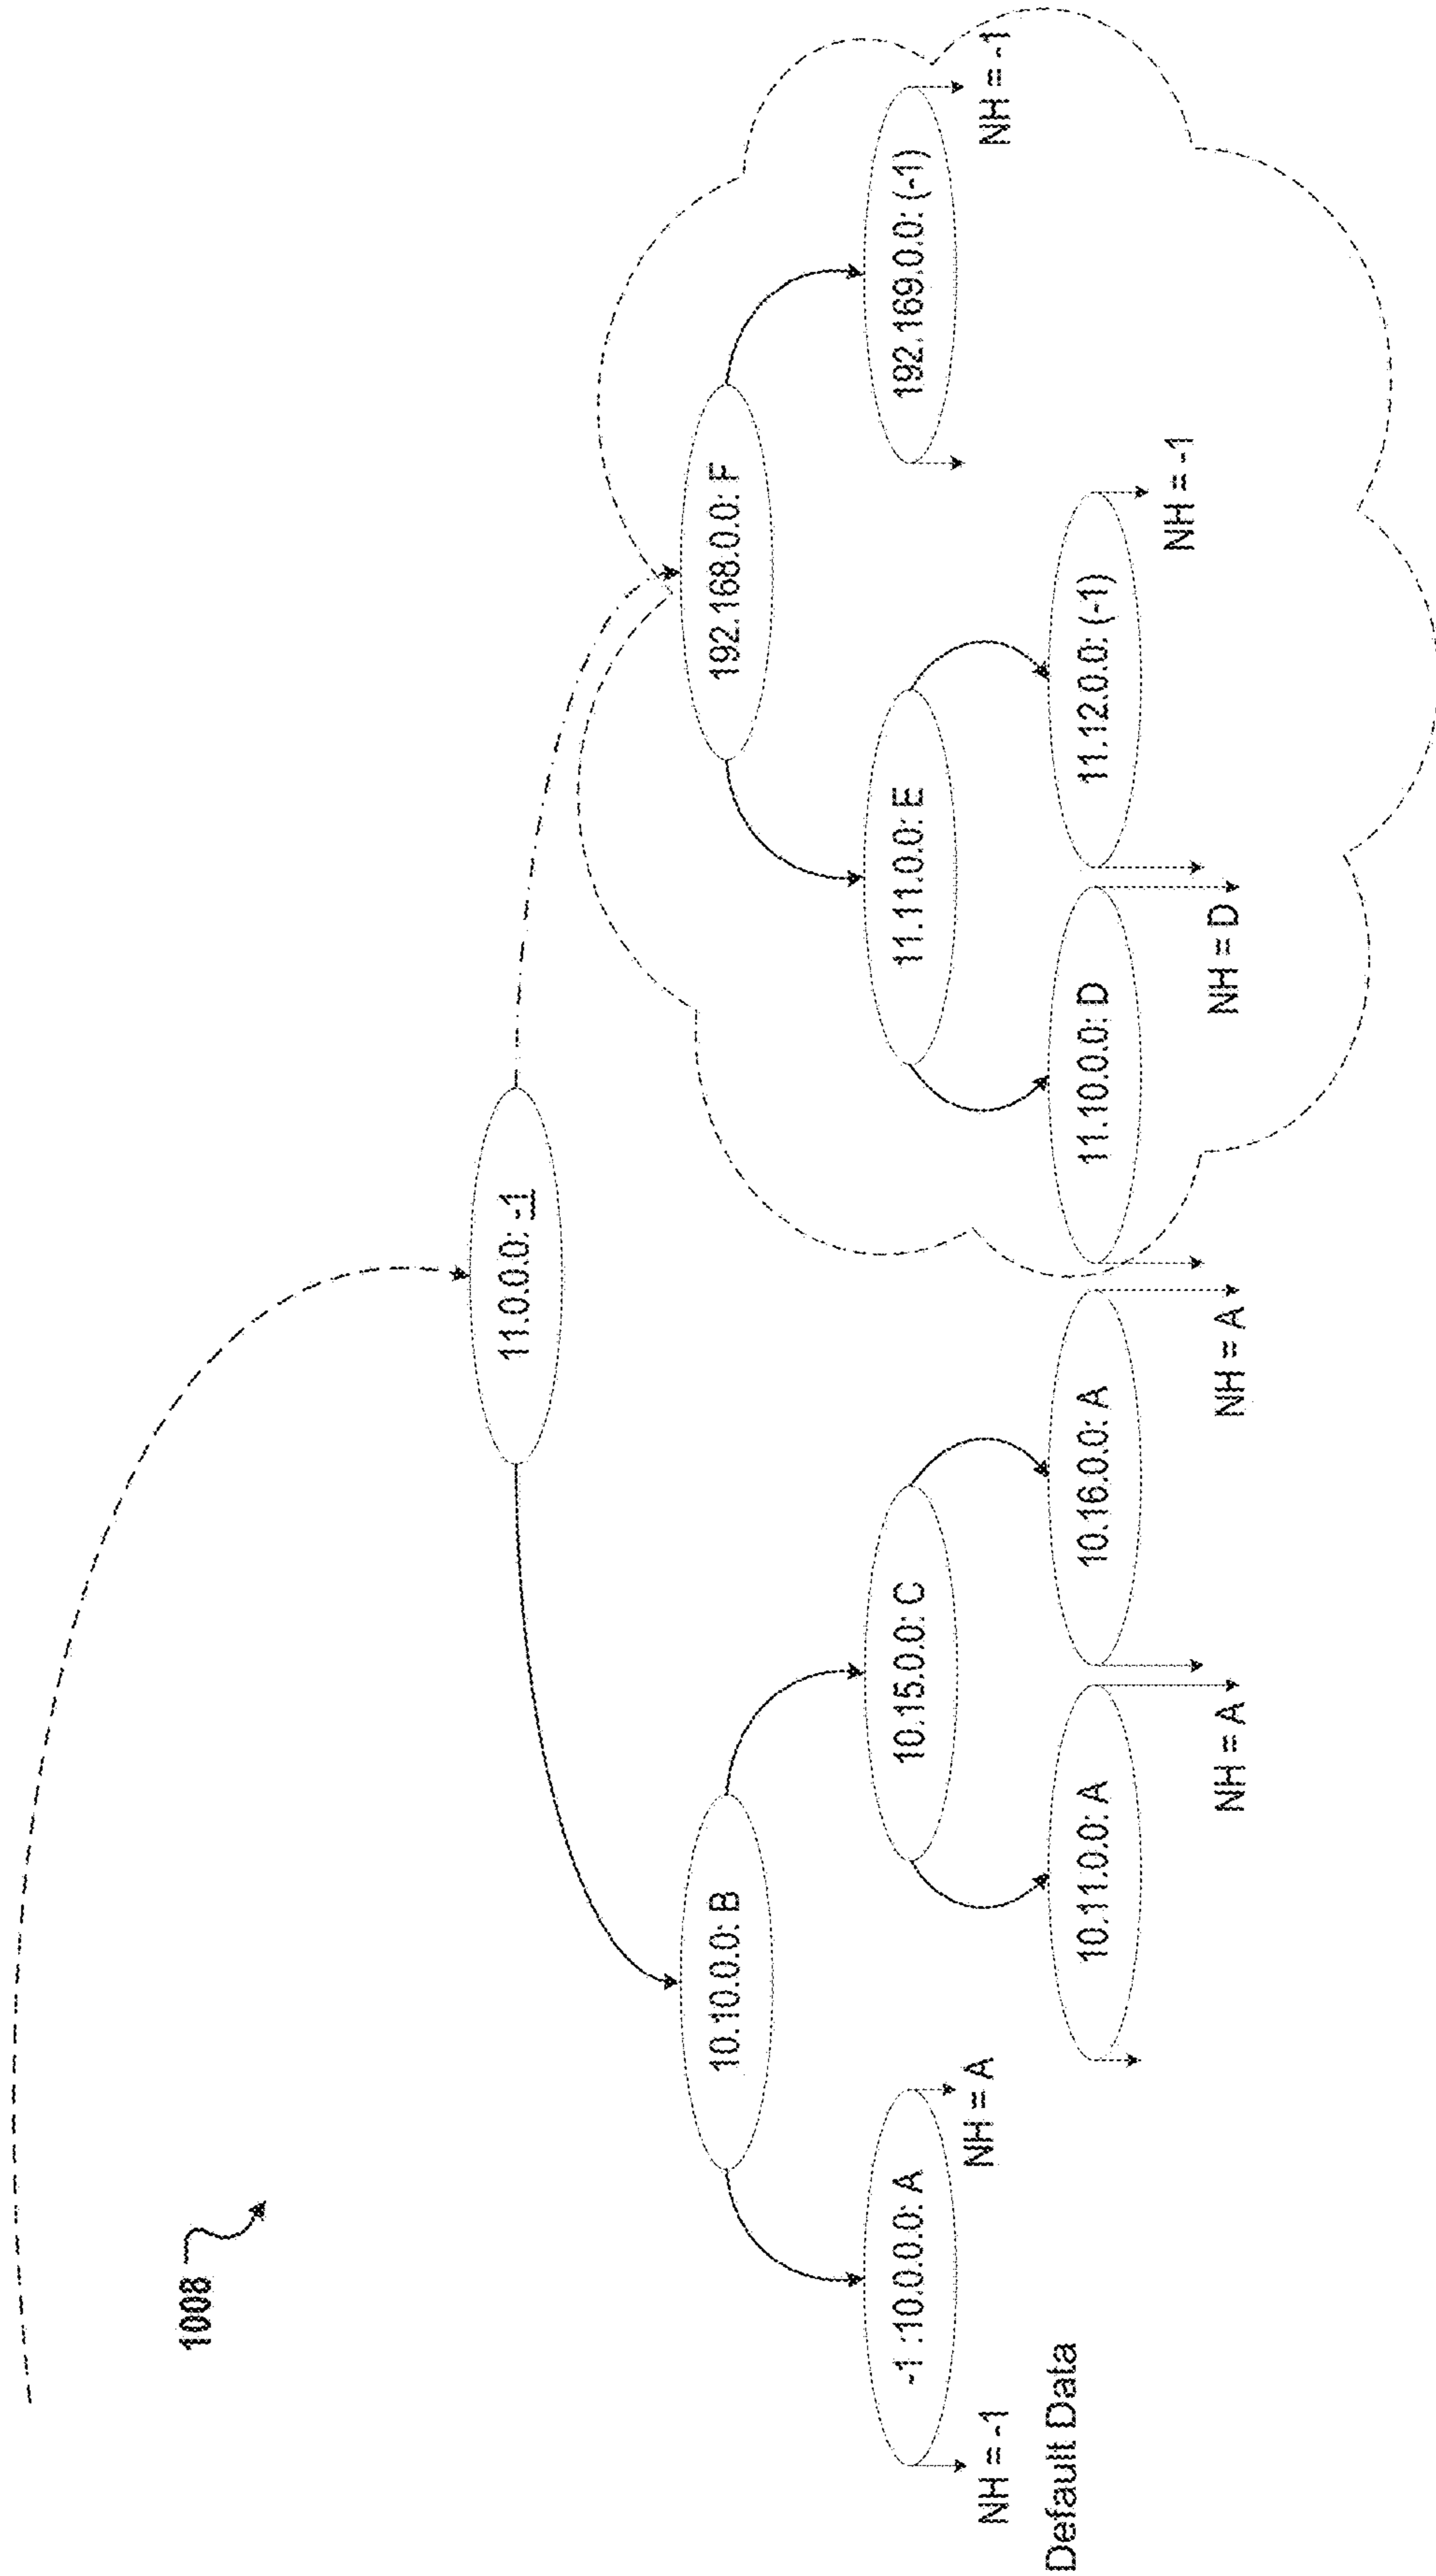 1008
11.0.0.0: -1
10.10.0.0: B
192.168.0.0: F
-1 :10.0.0.0: A
10.15.0.0: C
11.11.0.0: E
192.169.0.0: (-1)
NH = -1
NH = A
NH = -1
Default Data
10.11.0.0: A
10.16.0.0: A
11.10.0.0: D
11.12.0.0: (-1)
NH = A
NH = A
NH = D
NH = -1